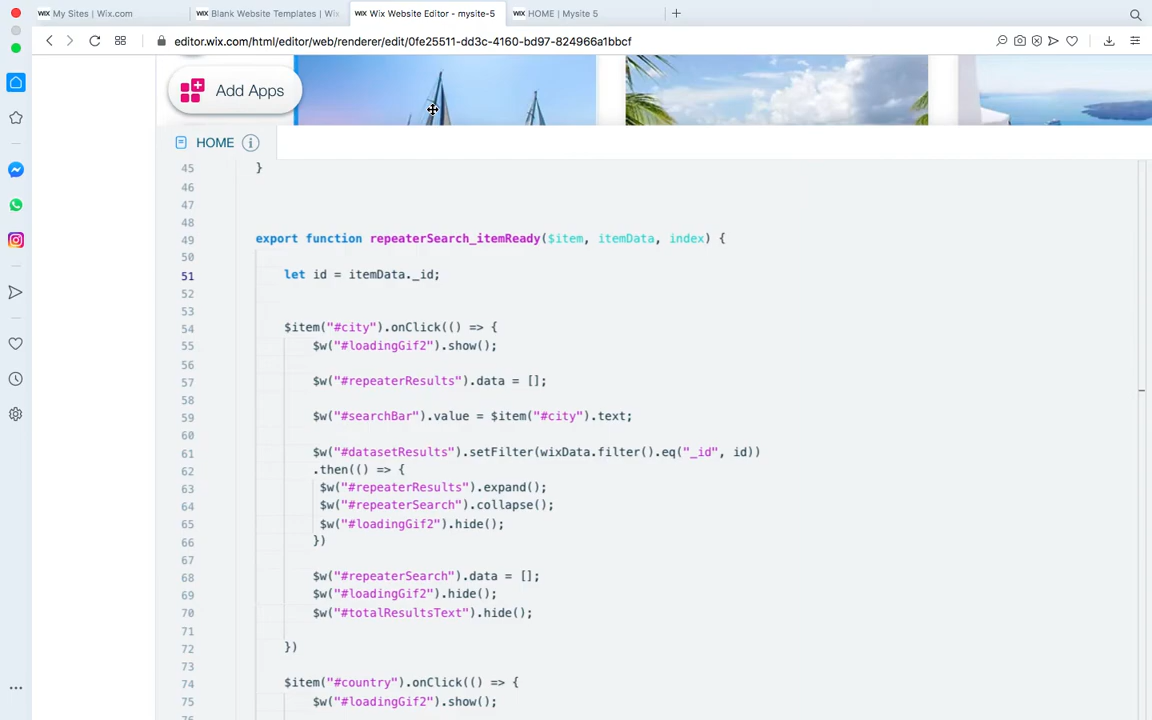 WIX My Sites | Wix.com
WIX Blank Website Templates | Wi
WIX Wix Website Editor - mysite-5
WIX HOME | Mysite 5
editor.wix.com/html/editor/web/renderer/edit/0fe25511-dd3c-4160-bd97-824966a1bbcf
Add Apps
HOME
45 }
46
47
48
49 export function repeaterSearch_itemReady($item, itemData, index) {
50
51 let id = itemData._id;
52
53
54 $item("#city").onClick(() => {
55 $w("#loadingGif2").show();
56
57 $w("#repeaterResults").data = [];
58
59 $w("#searchBar").value = $item("#city").text;
60
61 $w("#datasetResults").setFilter(wixData.filter().eq("_id", id))
62 .then(() => {
63 $w("#repeaterResults").expand();
64 $w("#repeaterSearch").collapse();
65 $w("#loadingGif2").hide();
66 })
67
68 $w("#repeaterSearch").data = [];
69 $w("#loadingGif2").hide();
70 $w("#totalResultsText").hide();
71
72 })
73
74 $item("#country").onClick(() => {
75 $w("#loadingGif2").show();